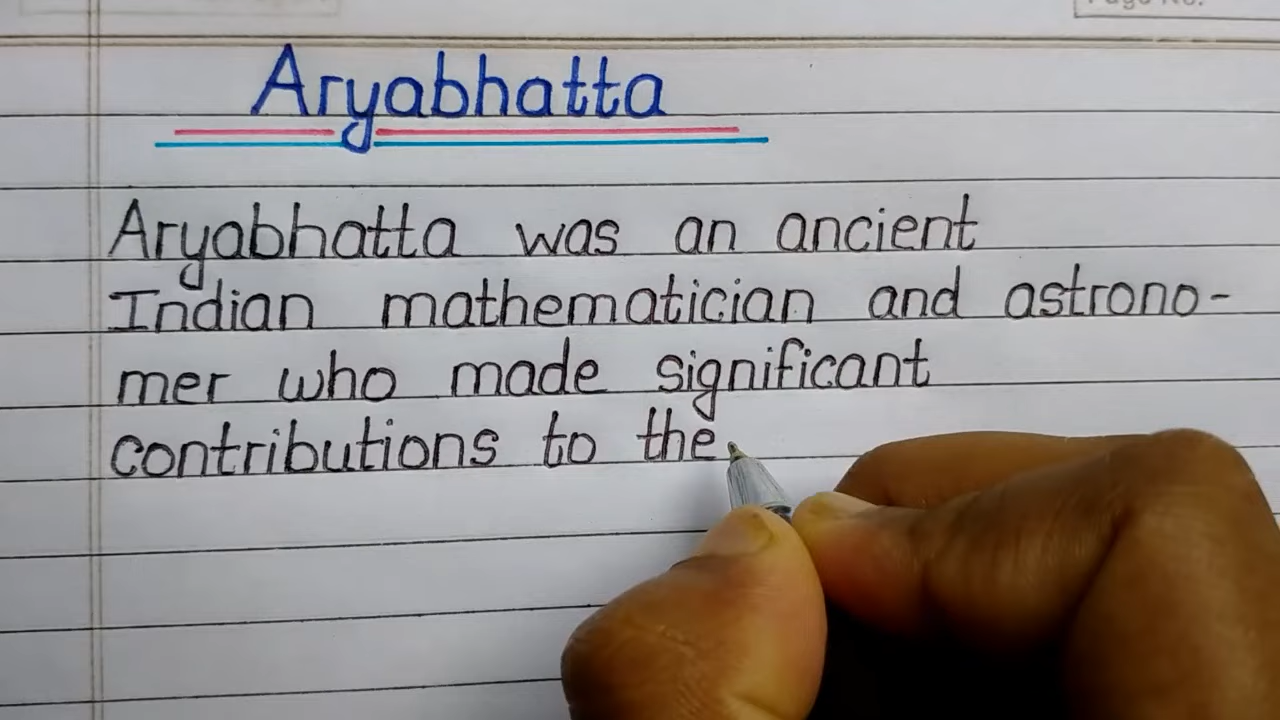 Aryabhatta
Aryabhatta was an ancient
Indian mathematician and astrono-
mer who made significant
contributions to the